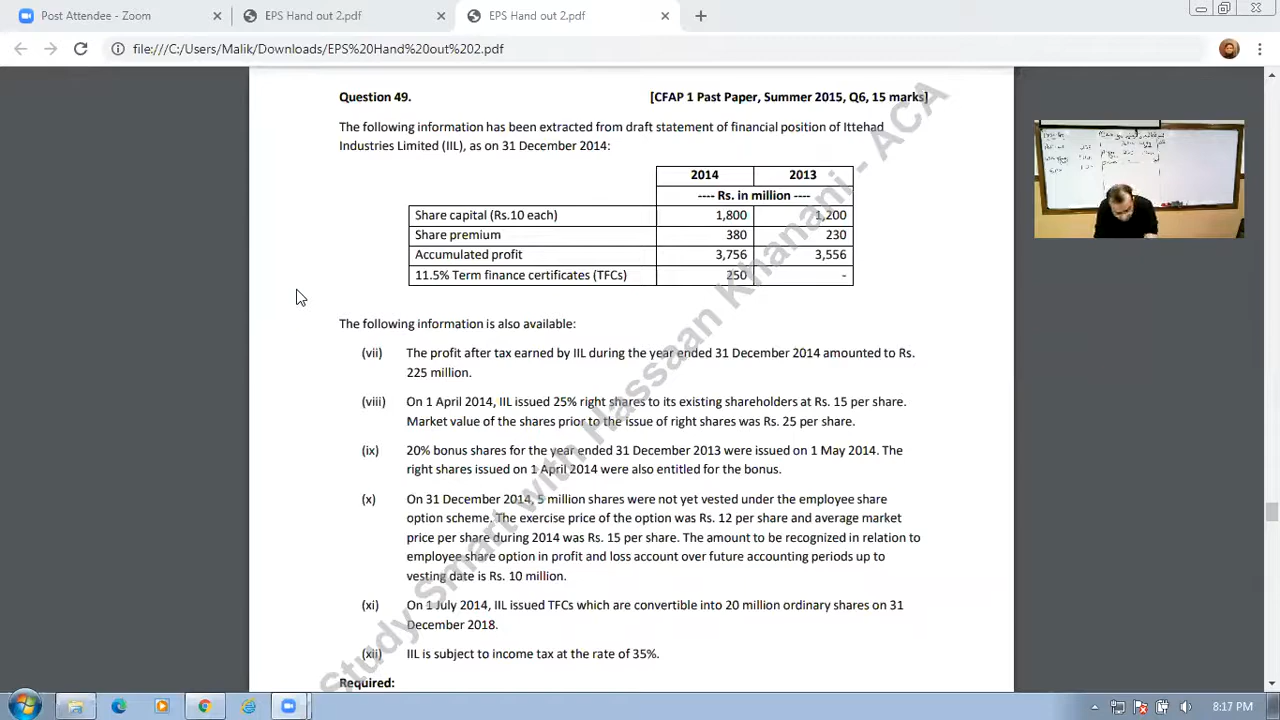 Post Attendee - Zoom
EPS Hand out 2.pdf
EPS Hand out 2.pdf
file:///C:/Users/Malik/Downloads/EPS%20Hand%20out%202.pdf
Question 49.
[CFAP 1 Past Paper, Summer 2015, Q6, 15 marks]
The following information has been extracted from draft statement of financial position of Ittehad
Industries Limited (IIL), as on 31 December 2014:
2014 2013
---- Rs. in million ----
Share capital (Rs.10 each) 1,800 1,200
Share premium 380 230
Accumulated profit 3,756 3,556
11.5% Term finance certificates (TFCs) 250 -
The following information is also available:
(vii) The profit after tax earned by IIL during the year ended 31 December 2014 amounted to Rs.
225 million.
(viii) On 1 April 2014, IIL issued 25% right shares to its existing shareholders at Rs. 15 per share.
Market value of the shares prior to the issue of right shares was Rs. 25 per share.
(ix) 20% bonus shares for the year ended 31 December 2013 were issued on 1 May 2014. The
right shares issued on 1 April 2014 were also entitled for the bonus.
(x) On 31 December 2014, 5 million shares were not yet vested under the employee share
option scheme. The exercise price of the option was Rs. 12 per share and average market
price per share during 2014 was Rs. 15 per share. The amount to be recognized in relation to
employee share option in profit and loss account over future accounting periods up to
vesting date is Rs. 10 million.
(xi) On 1 July 2014, IIL issued TFCs which are convertible into 20 million ordinary shares on 31
December 2018.
(xii) IIL is subject to income tax at the rate of 35%.
Required:
Study Smart with Hassaan Khanani - ACA
8:17 PM